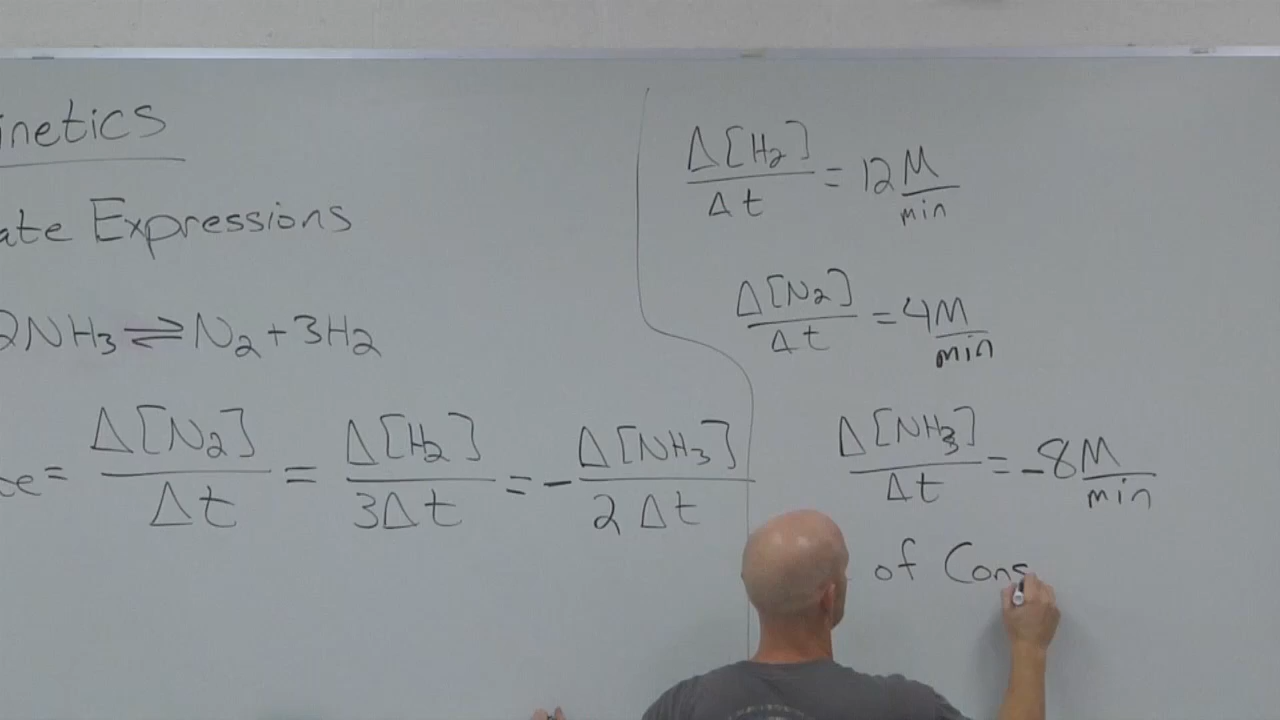 inetics
ate Expressions
2NH₃ ⇌ N₂ + 3H₂
te = Δ[N₂]/Δt = Δ[H₂]/3Δt = -Δ[NH₃]/2Δt
Δ[H₂]/Δt = 12 M/min
Δ[N₂]/Δt = 4 M/min
Δ[NH₃]/Δt = -8 M/min
of Cons